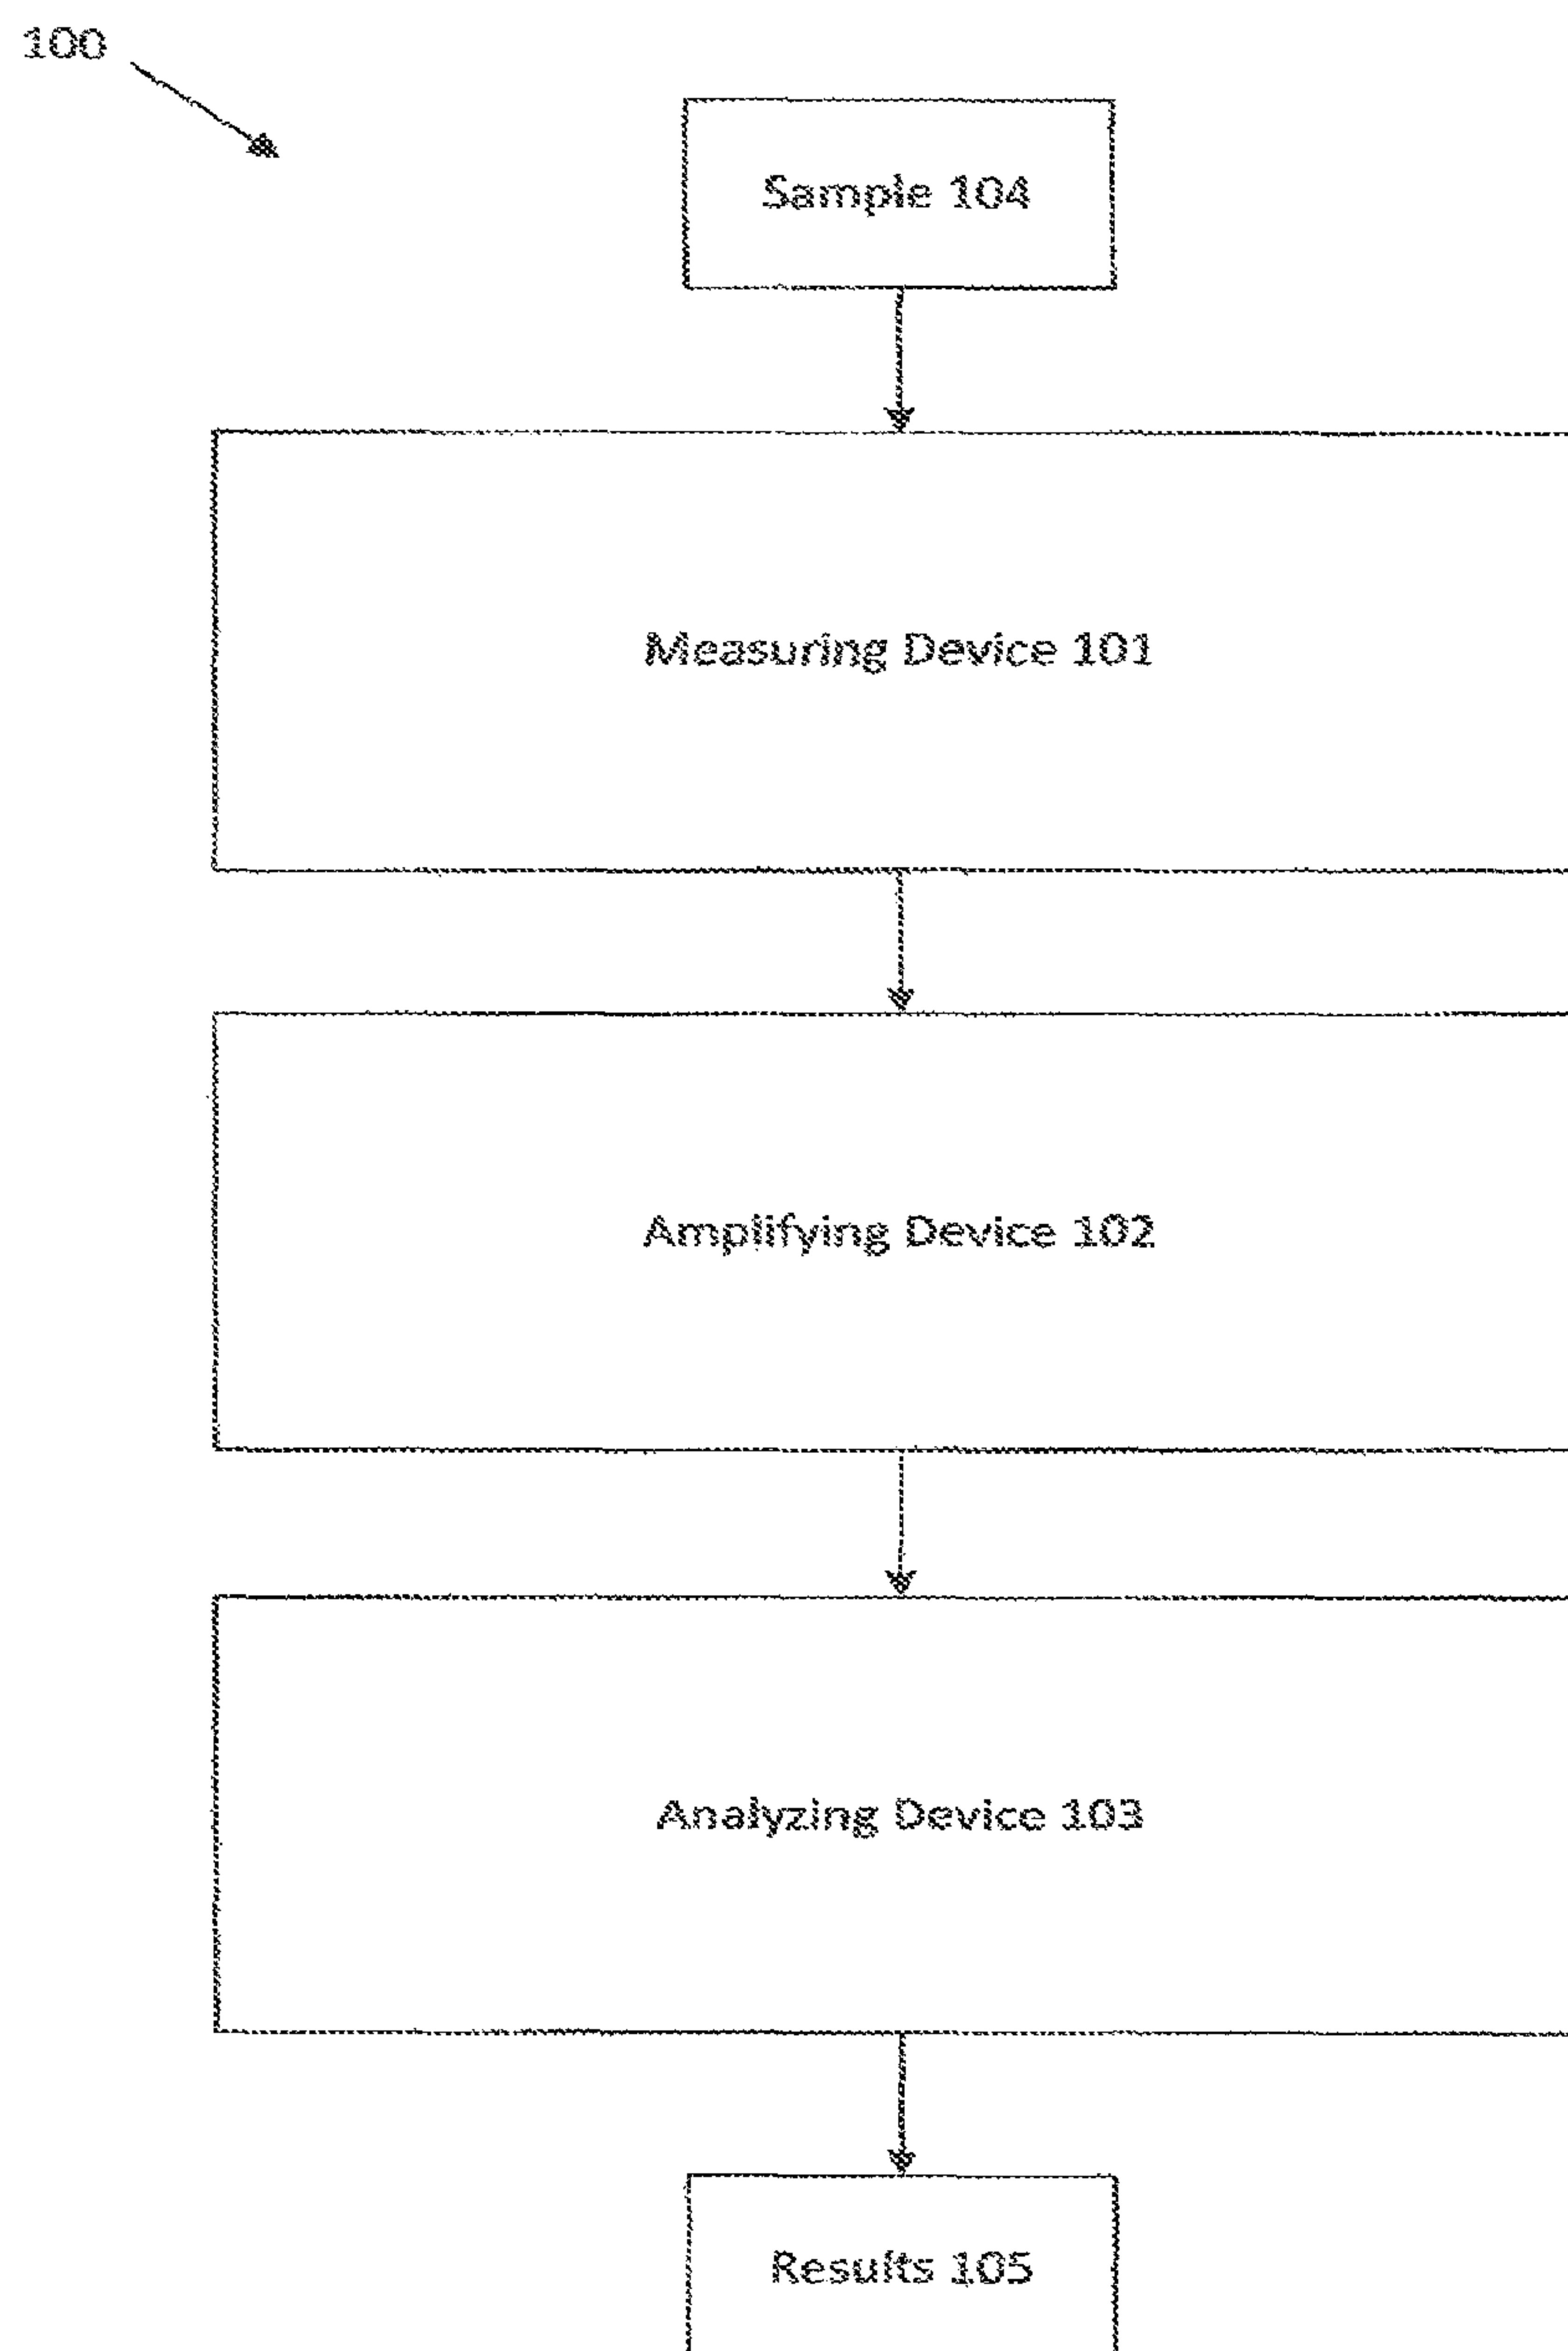 100
Sample 104
Measuring Device 101
Amplifying Device 102
Analyzing Device 103
Results 105